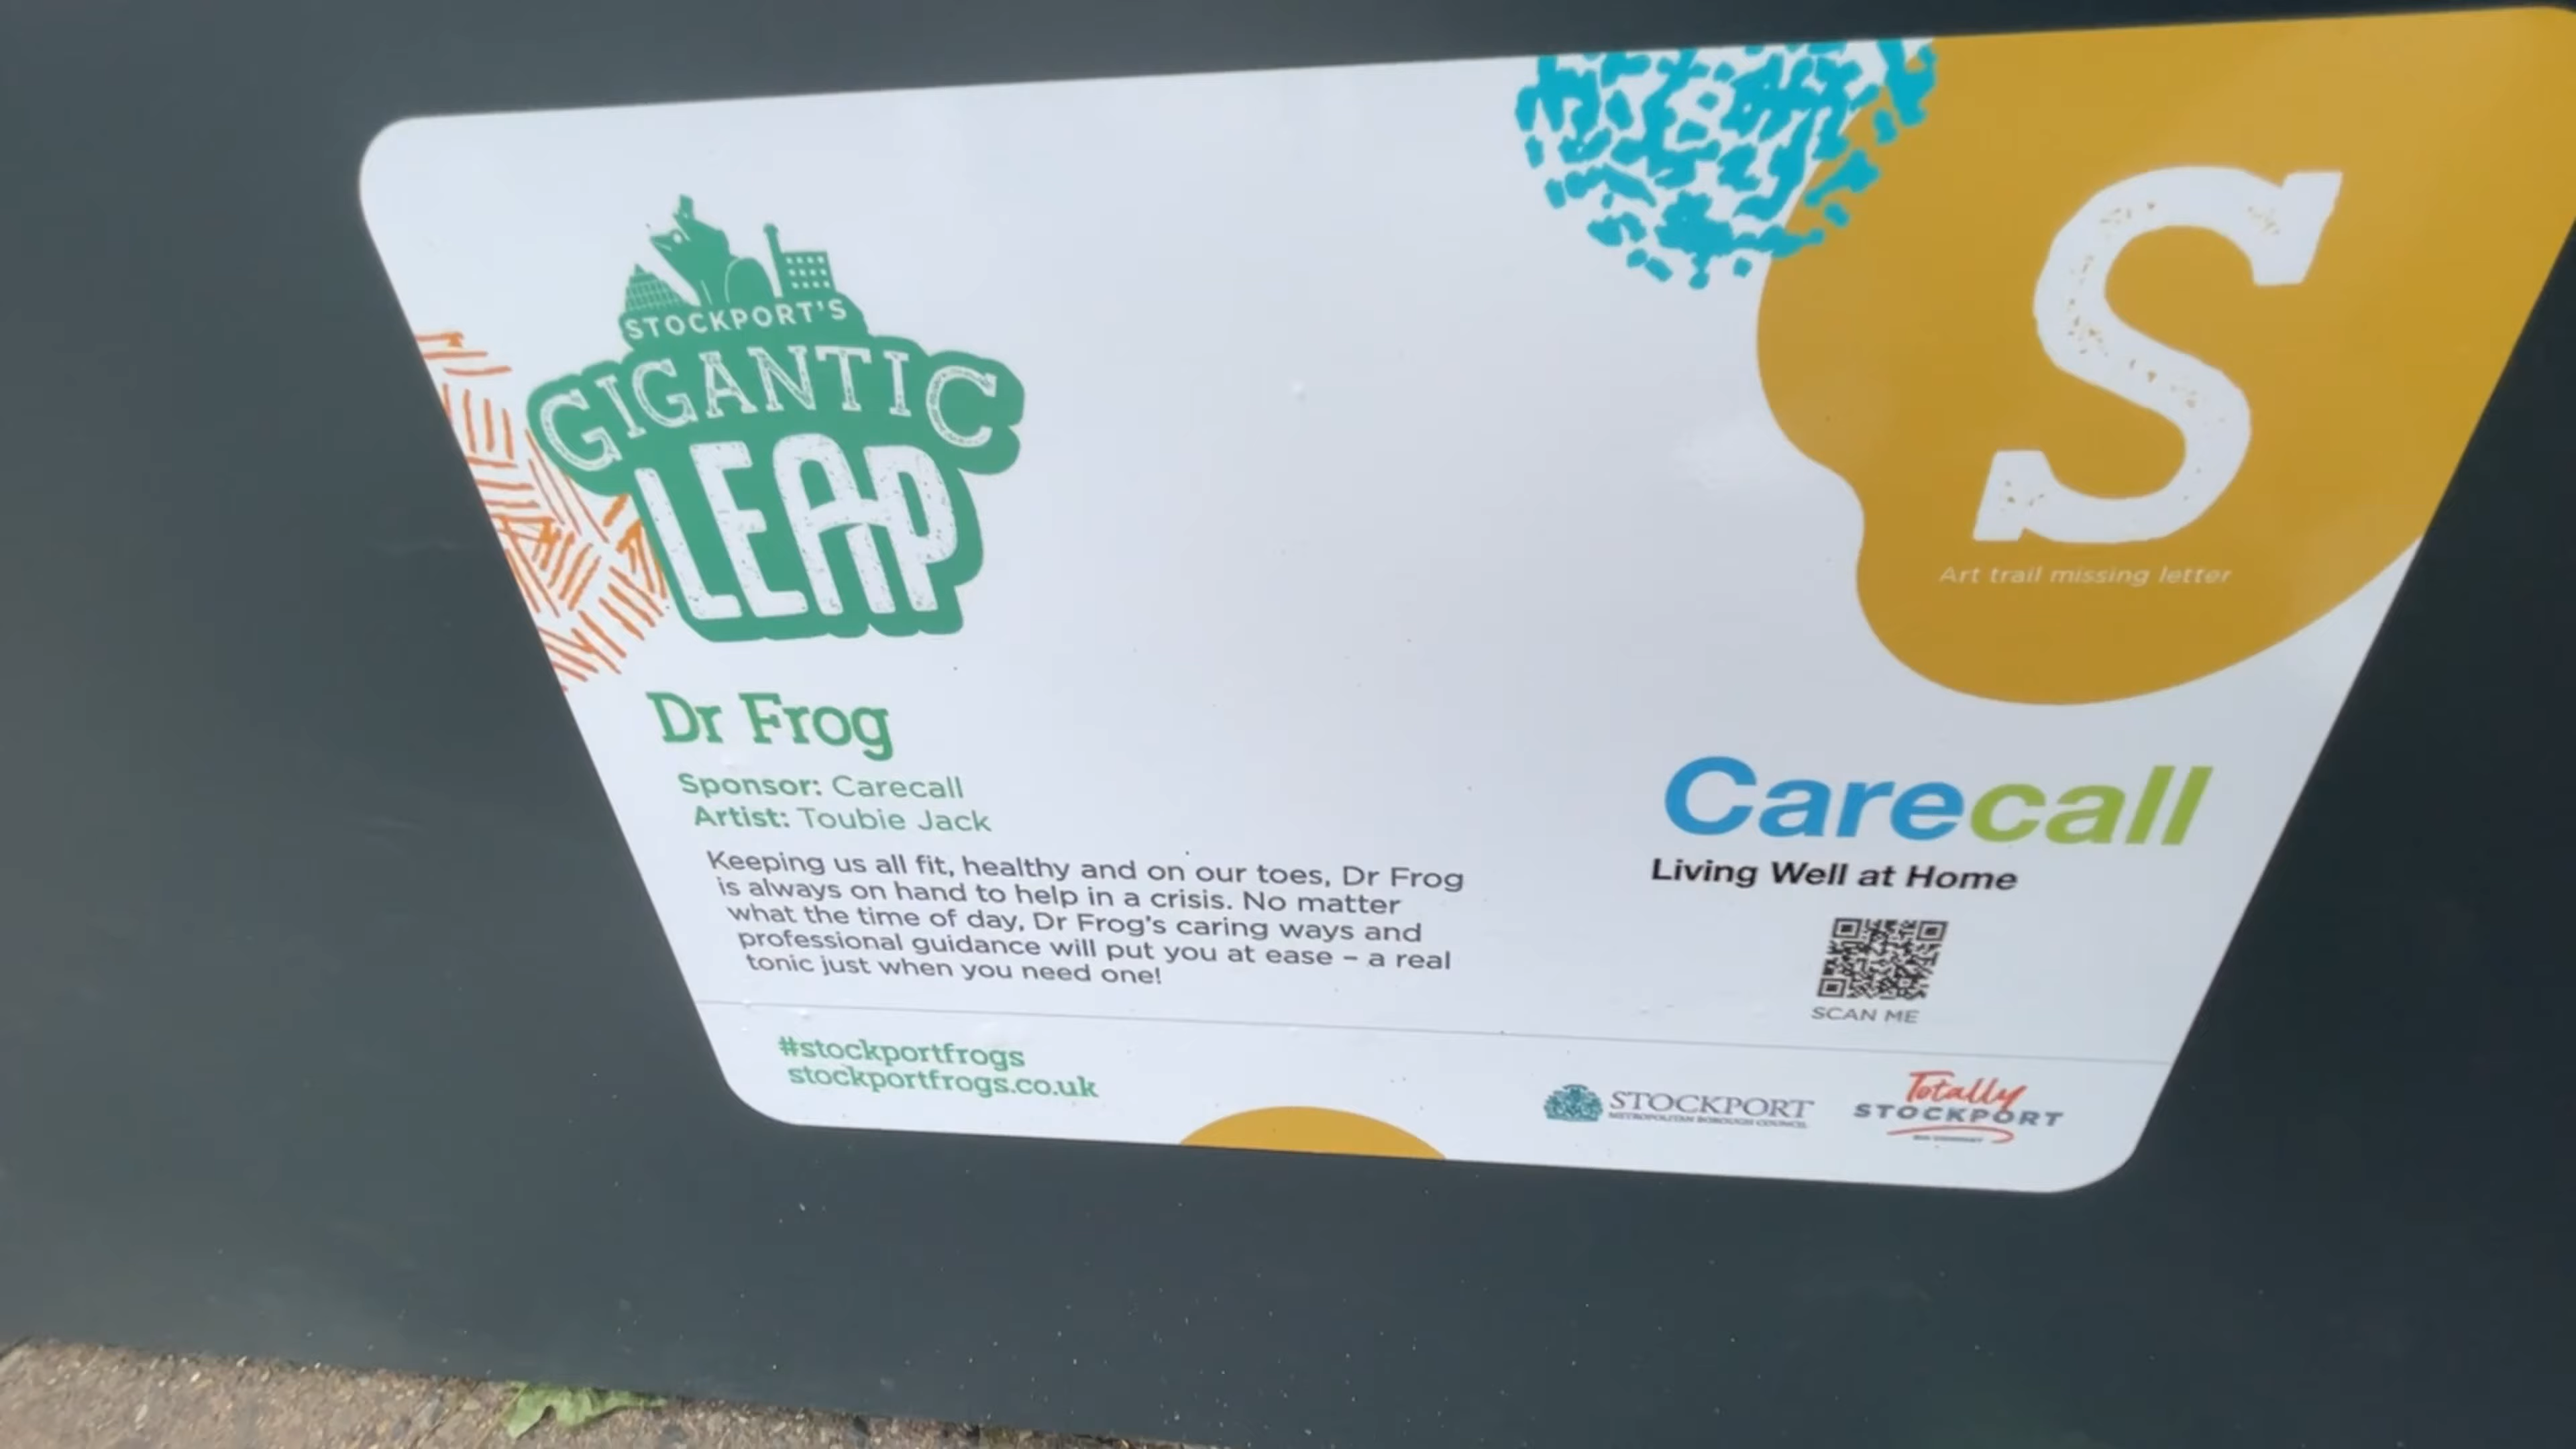 STOCKPORT'S
GIGANTIC
LEAP
S
Art trail missing letter
Dr Frog
Sponsor: Carecall
Artist: Toubie Jack
Keeping us all fit, healthy and on our toes, Dr Frog
is always on hand to help in a crisis. No matter
what the time of day, Dr Frog's caring ways and
professional guidance will put you at ease – a real
tonic just when you need one!
Carecall
Living Well at Home
SCAN ME
#stockportfrogs
stockportfrogs.co.uk
STOCKPORT
METROPOLITAN BOROUGH COUNCIL
Totally
STOCKPORT